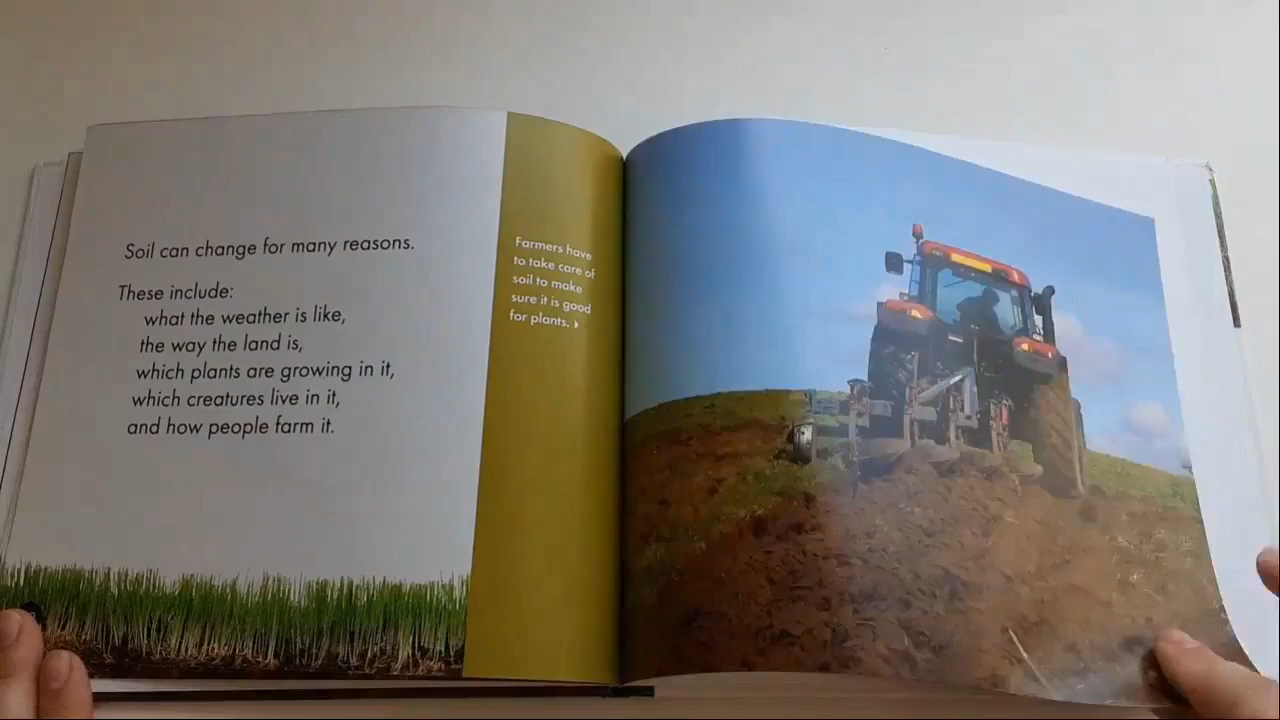 Soil can change for many reasons.
These include:
what the weather is like,
the way the land is,
which plants are growing in it,
which creatures live in it,
and how people farm it.
Farmers have
to take care of
soil to make
sure it is good
for plants.